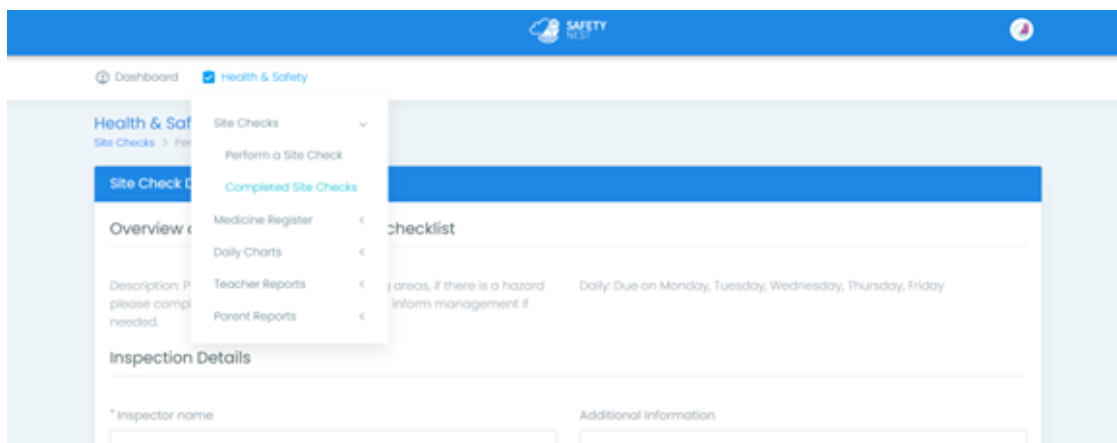 SAFETY
NEST
Dashboard
Health & Safety
Health & Saf
Site Checks > Per
Site Checks
Perform a Site Check
Completed Site Checks
Medicine Register
Daily Charts
Teacher Reports
Parent Reports
Site Check D
Overview
checklist
Description: P
areas, if there is a hazard
please compl
inform management if
needed.
Daily: Due on Monday, Tuesday, Wednesday, Thursday, Friday
Inspection Details
* Inspector name
Additional Information